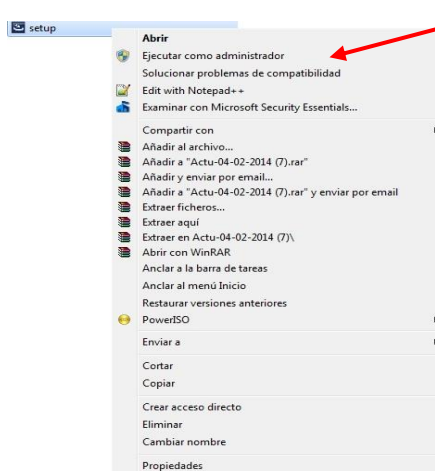 setup
Abrir
Ejecutar como administrador
Solucionar problemas de compatibilidad
Edit with Notepad++
Examinar con Microsoft Security Essentials...
Compartir con
Añadir al archivo...
Añadir a "Actu-04-02-2014 (7).rar"
Añadir y enviar por email...
Añadir a "Actu-04-02-2014 (7).rar" y enviar por email
Extraer ficheros...
Extraer aquí
Extraer en Actu-04-02-2014 (7)\
Abrir con WinRAR
Anclar a la barra de tareas
Anclar al menú Inicio
Restaurar versiones anteriores
PowerISO
Enviar a
Cortar
Copiar
Crear acceso directo
Eliminar
Cambiar nombre
Propiedades